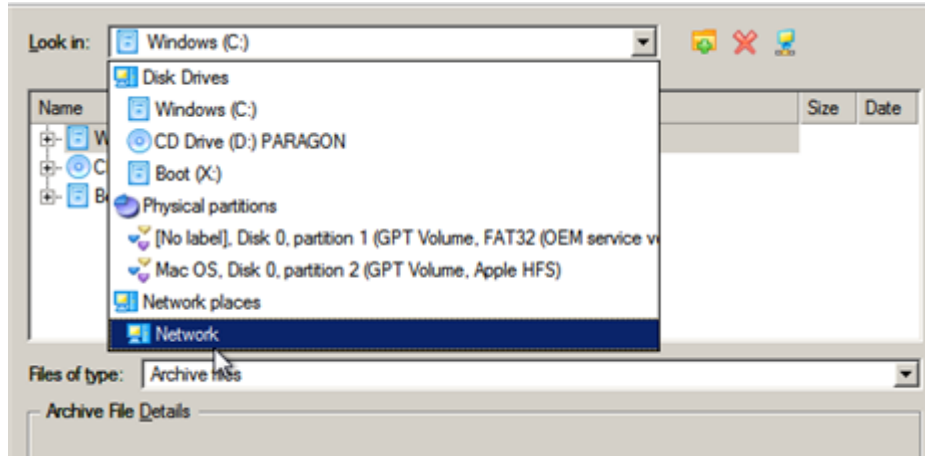 Look in: Windows (C:)
Disk Drives
Name Windows (C:) Size Date
W CD Drive (D:) PARAGON
C Boot (X:)
B Physical partitions
[No label], Disk 0, partition 1 (GPT Volume, FAT32 (OEM service
Mac OS, Disk 0, partition 2 (GPT Volume, Apple HFS)
Network places
Network
Files of type: Archive files
Archive File Details